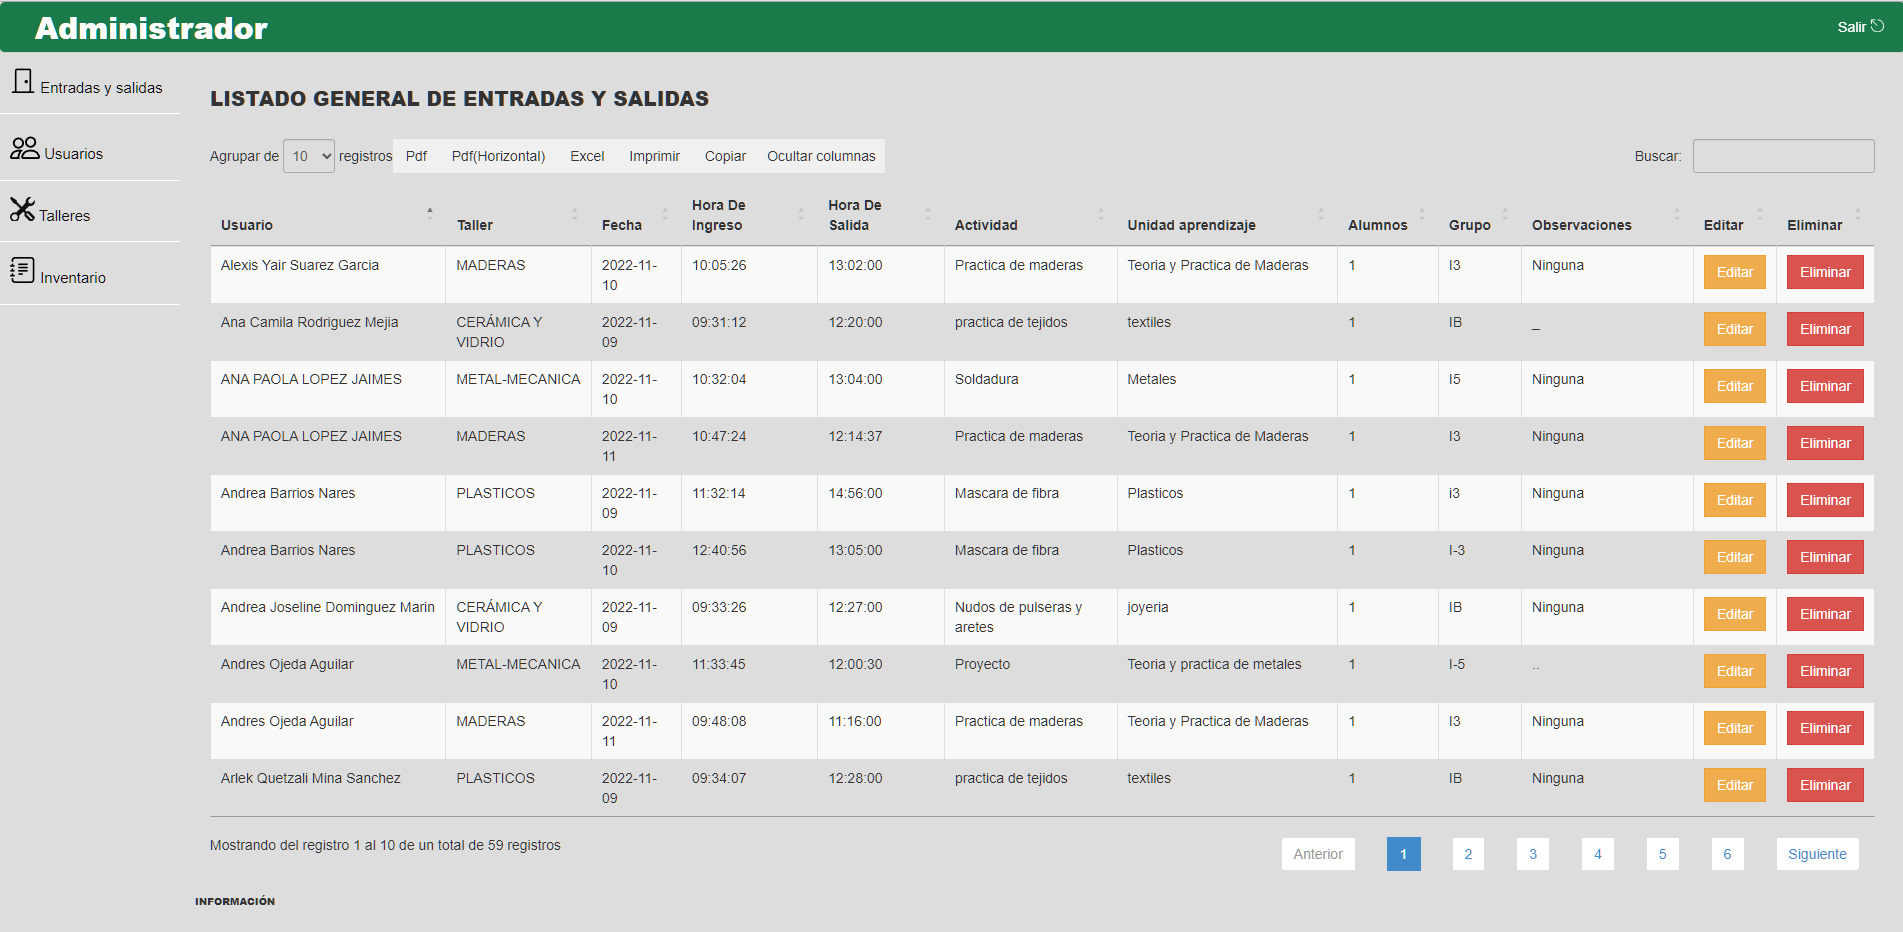 Administrador
Salir
Entradas y salidas
Usuarios
Talleres
Inventario
LISTADO GENERAL DE ENTRADAS Y SALIDAS
Agrupar de 10 registros Pdf Pdf(Horizontal) Excel Imprimir Copiar Ocultar columnas Buscar:
Usuario Taller Fecha Hora De Ingreso Hora De Salida Actividad Unidad aprendizaje Alumnos Grupo Observaciones Editar Eliminar
Alexis Yair Suarez Garcia MADERAS 2022-11-10 10:05:26 13:02:00 Practica de maderas Teoria y Practica de Maderas 1 I3 Ninguna Editar Eliminar
Ana Camila Rodriguez Mejia CERÁMICA Y VIDRIO 2022-11-09 09:31:12 12:20:00 practica de tejidos textiles 1 IB _ Editar Eliminar
ANA PAOLA LOPEZ JAIMES METAL-MECANICA 2022-11-10 10:32:04 13:04:00 Soldadura Metales 1 I5 Ninguna Editar Eliminar
ANA PAOLA LOPEZ JAIMES MADERAS 2022-11-11 10:47:24 12:14:37 Practica de maderas Teoria y Practica de Maderas 1 I3 Ninguna Editar Eliminar
Andrea Barrios Nares PLASTICOS 2022-11-09 11:32:14 14:56:00 Mascara de fibra Plasticos 1 i3 Ninguna Editar Eliminar
Andrea Barrios Nares PLASTICOS 2022-11-10 12:40:56 13:05:00 Mascara de fibra Plasticos 1 I-3 Ninguna Editar Eliminar
Andrea Joseline Dominguez Marin CERÁMICA Y VIDRIO 2022-11-09 09:33:26 12:27:00 Nudos de pulseras y aretes joyeria 1 IB Ninguna Editar Eliminar
Andres Ojeda Aguilar METAL-MECANICA 2022-11-10 11:33:45 12:00:30 Proyecto Teoria y practica de metales 1 I-5 .. Editar Eliminar
Andres Ojeda Aguilar MADERAS 2022-11-11 09:48:08 11:16:00 Practica de maderas Teoria y Practica de Maderas 1 I3 Ninguna Editar Eliminar
Arlek Quetzali Mina Sanchez PLASTICOS 2022-11-09 09:34:07 12:28:00 practica de tejidos textiles 1 IB Ninguna Editar Eliminar
Mostrando del registro 1 al 10 de un total de 59 registros
Anterior 1 2 3 4 5 6 Siguiente
INFORMACIÓN